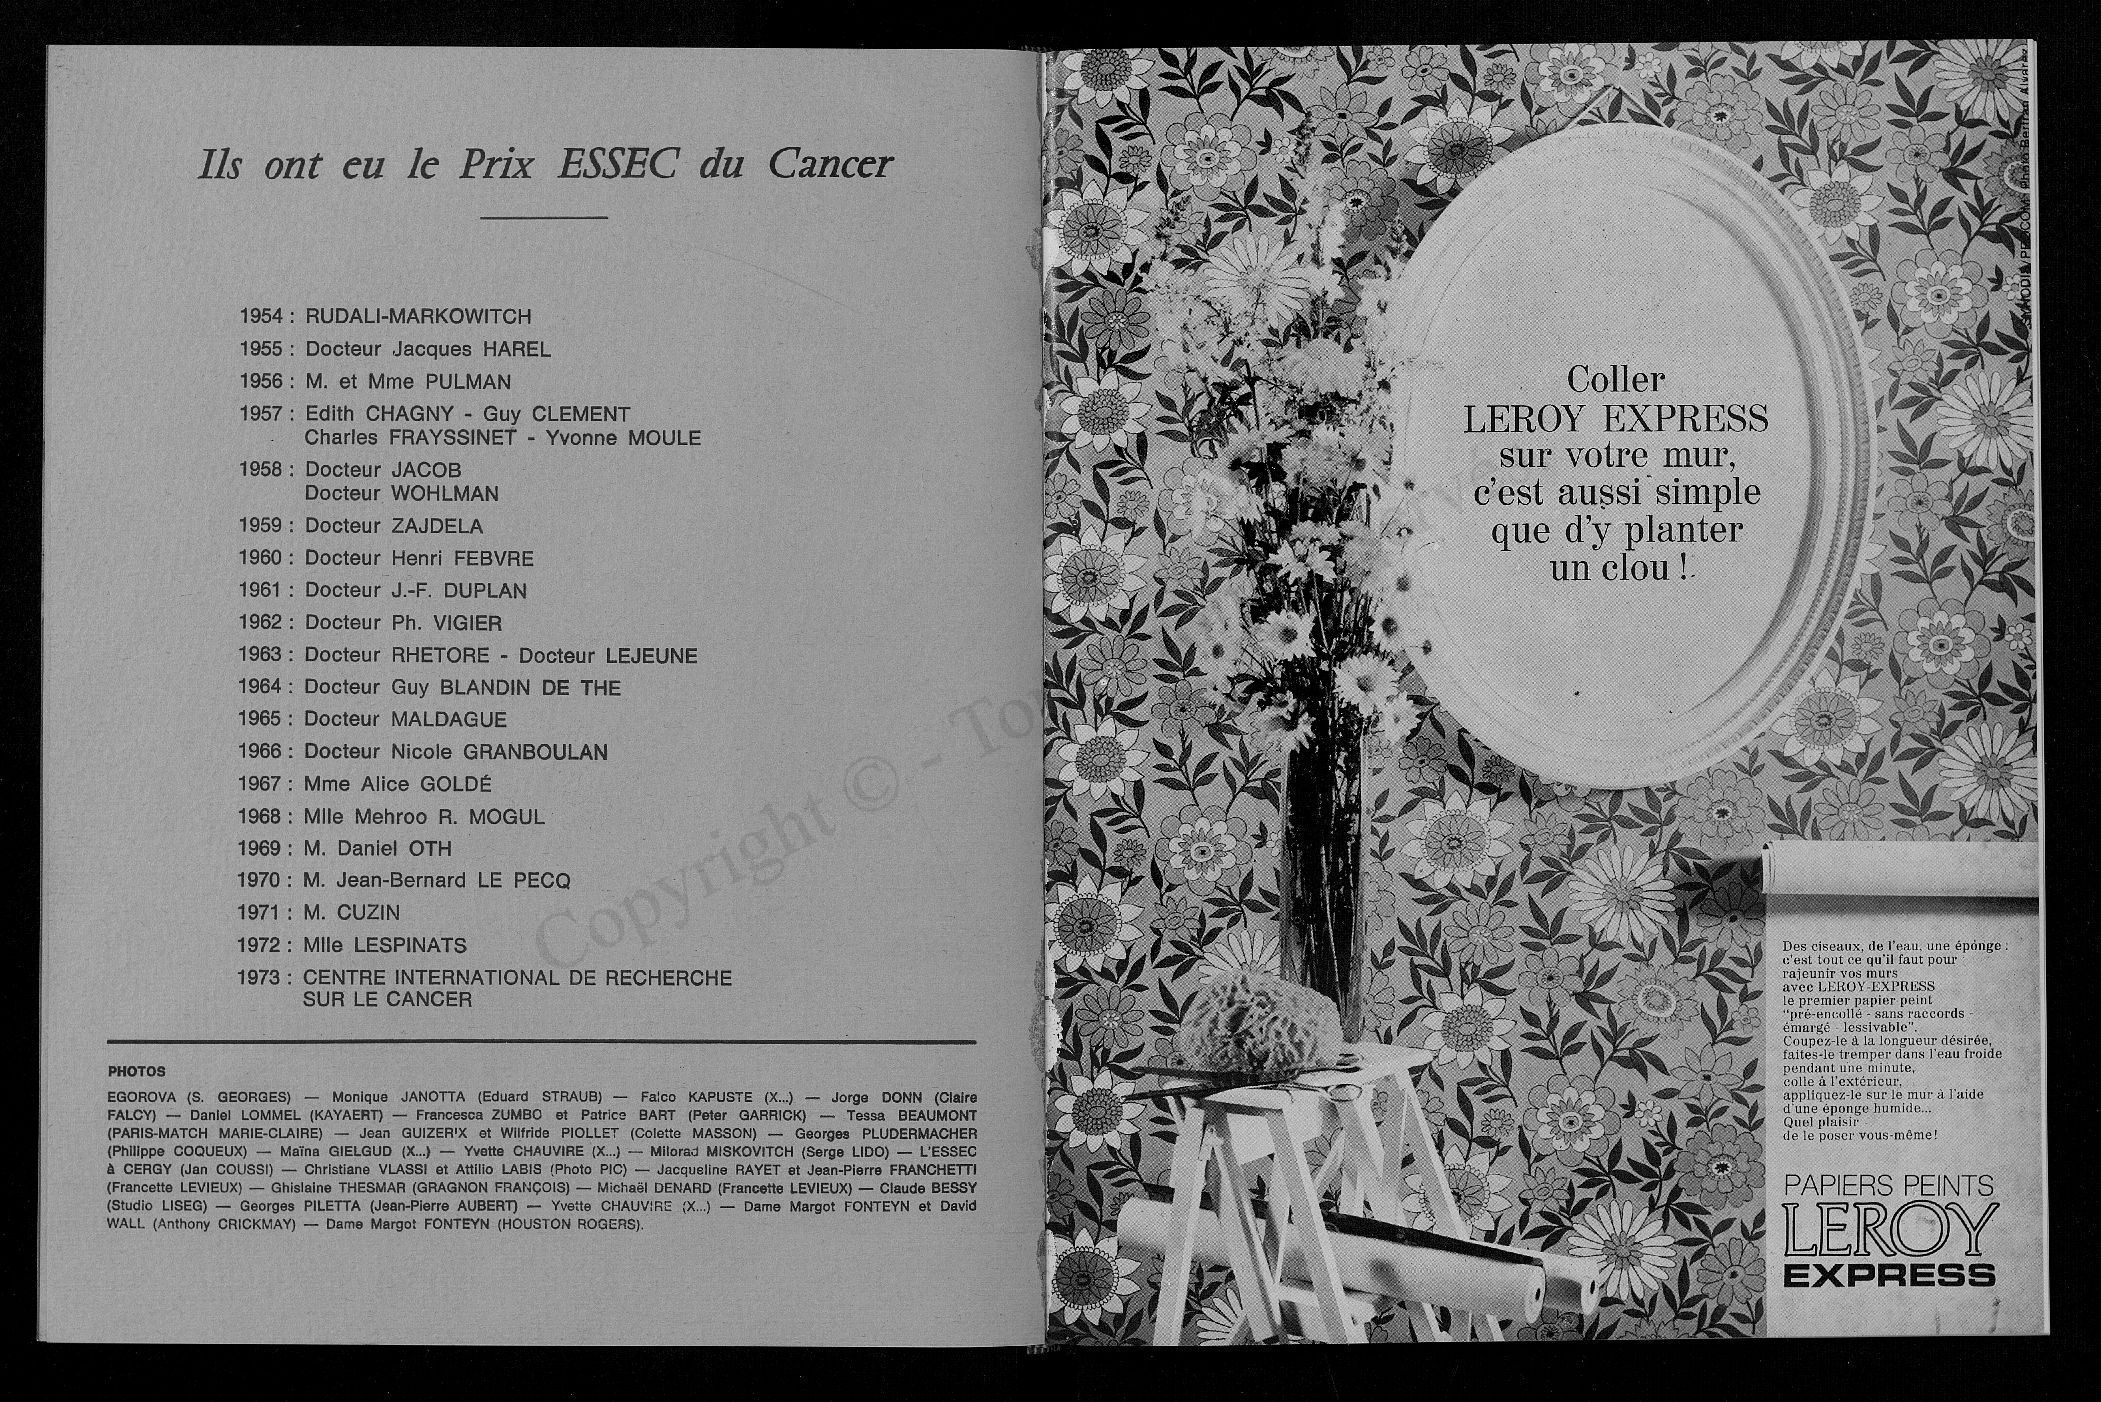 Ils ont eu le Prix ESSEC du Cancer
1954 : RUDALI-MARKOWITCH
1955 : Docteur Jacques HAREL
1956 : M. et Mme PULMAN
1957 : Edith CHAGNY - Guy CLEMENT
Charles FRAYSSINET - Yvonne MOULE
1958 : Docteur JACOB
Docteur WOHLMAN
1959 : Docteur ZAJDELA
1960 : Docteur Henri FEBVRE
1961 : Docteur J.-F. DUPLAN
1962 : Docteur Ph. VIGIER
1963 : Docteur RHETORE - Docteur LEJEUNE
1964 : Docteur Guy BLANDIN DE THE
1965 : Docteur MALDAGUE
1966 : Docteur Nicole GRANBOULAN
1967 : Mme Alice GOLDÉ
1968 : Mlle Mehroo R. MOGUL
1969 : M. Daniel OTH
1970 : M. Jean-Bernard LE PECQ
1971 : M. CUZIN
1972 : Mlle LESPINATS
1973 : CENTRE INTERNATIONAL DE RECHERCHE
SUR LE CANCER
PHOTOS
EGOROVA (S. GEORGES) — Monique JANOTTA (Eduard STRAUB) — Falco KAPUSTE (X...) — Jorge DONN (Claire
FALCY) — Daniel LOMMEL (KAYAERT) — Francesca ZUMBO et Patrice BART (Peter GARRICK) — Tessa BEAUMONT
(PARIS-MATCH MARIE-CLAIRE) — Jean GUIZERIX et Wilfride PIOLLET (Colette MASSON) — Georges PLUDERMACHER
(Philippe COQUEUX) — Maïna GIELGUD (X...) — Yvette CHAUVIRE (X...) — Milorad MISKOVITCH (Serge LIDO) — L'ESSEC
à CERGY (Jan COUSSI) — Christiane VLASSI et Attilio LABIS (Photo PIC) — Jacqueline RAYET et Jean-Pierre FRANCHETTI
(Francette LEVIEUX) — Ghislaine THESMAR (GRAGNON FRANÇOIS) — Michaël DENARD (Francette LEVIEUX) — Claude BESSY
(Studio LISEG) — Georges PILETTA (Jean-Pierre AUBERT) — Yvette CHAUVIRE (X...) — Dame Margot FONTEYN et David
WALL (Anthony CRICKMAY) — Dame Margot FONTEYN (HOUSTON ROGERS).
Copyright © - To
Coller
LEROY EXPRESS
sur votre mur,
c'est aussi simple
que d'y planter
un clou !
Photo Bertran Alvarez
Des ciseaux, de l'eau, une éponge :
c'est tout ce qu'il faut pour
rajeunir vos murs
avec LEROY-EXPRESS
le premier papier peint
"pré-encollé - sans raccords -
émargé - lessivable".
Coupez-le à la longueur désirée,
faites-le tremper dans l'eau froide
pendant une minute,
colle à l'extérieur,
appliquez-le sur le mur à l'aide
d'une éponge humide...
Quel plaisir
de le poser vous-même !
PAPIERS PEINTS
LEROY
EXPRESS